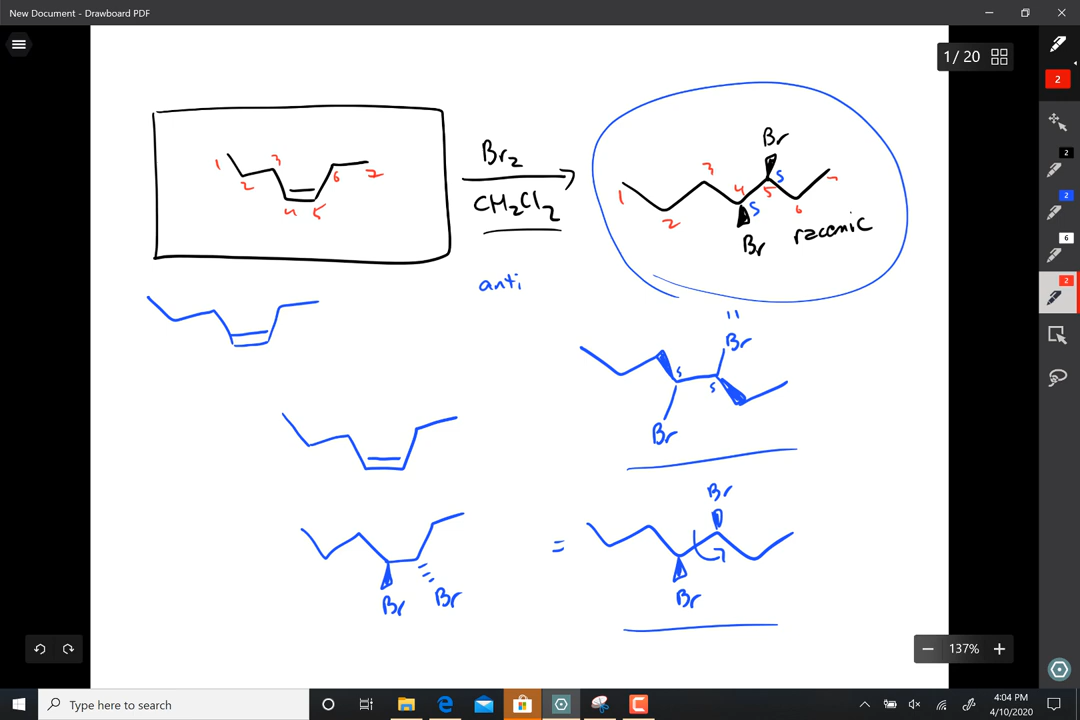 New Document - Drawboard PDF
1 / 20
2
2
2
6
2
1
2
3
4
5
6
7
Br2
CH2Cl2
anti
Br
1
2
3
4
5
6
7
S
S
Br
racemic
"
Br
S
S
Br
Br
Br
=
Br
Br
137%
Type here to search
4:04 PM
4/10/2020